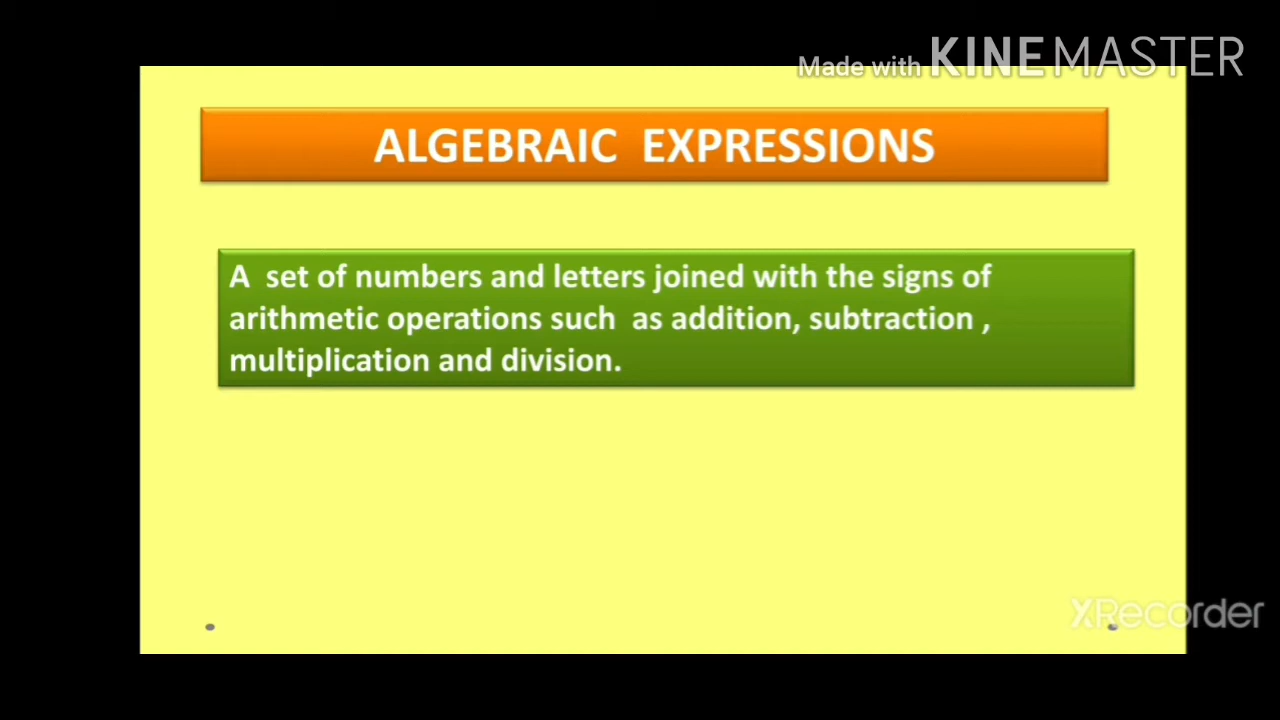 Made with KINEMASTER
ALGEBRAIC EXPRESSIONS
A set of numbers and letters joined with the signs of
arithmetic operations such as addition, subtraction ,
multiplication and division.
XRecorder